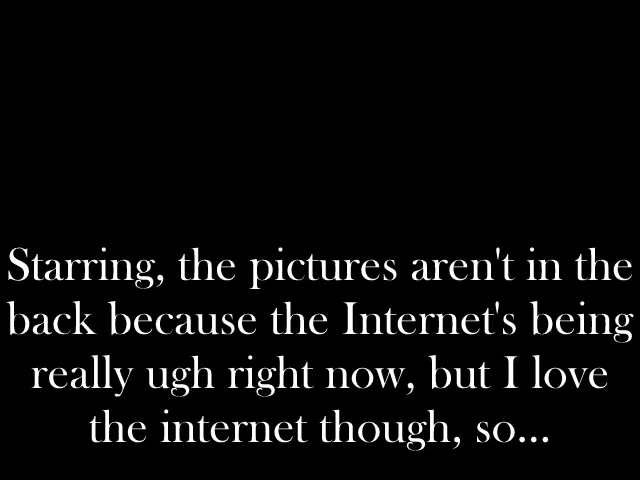 Starring, the pictures aren't in the
back because the Internet's being
really ugh right now, but I love
the internet though, so...